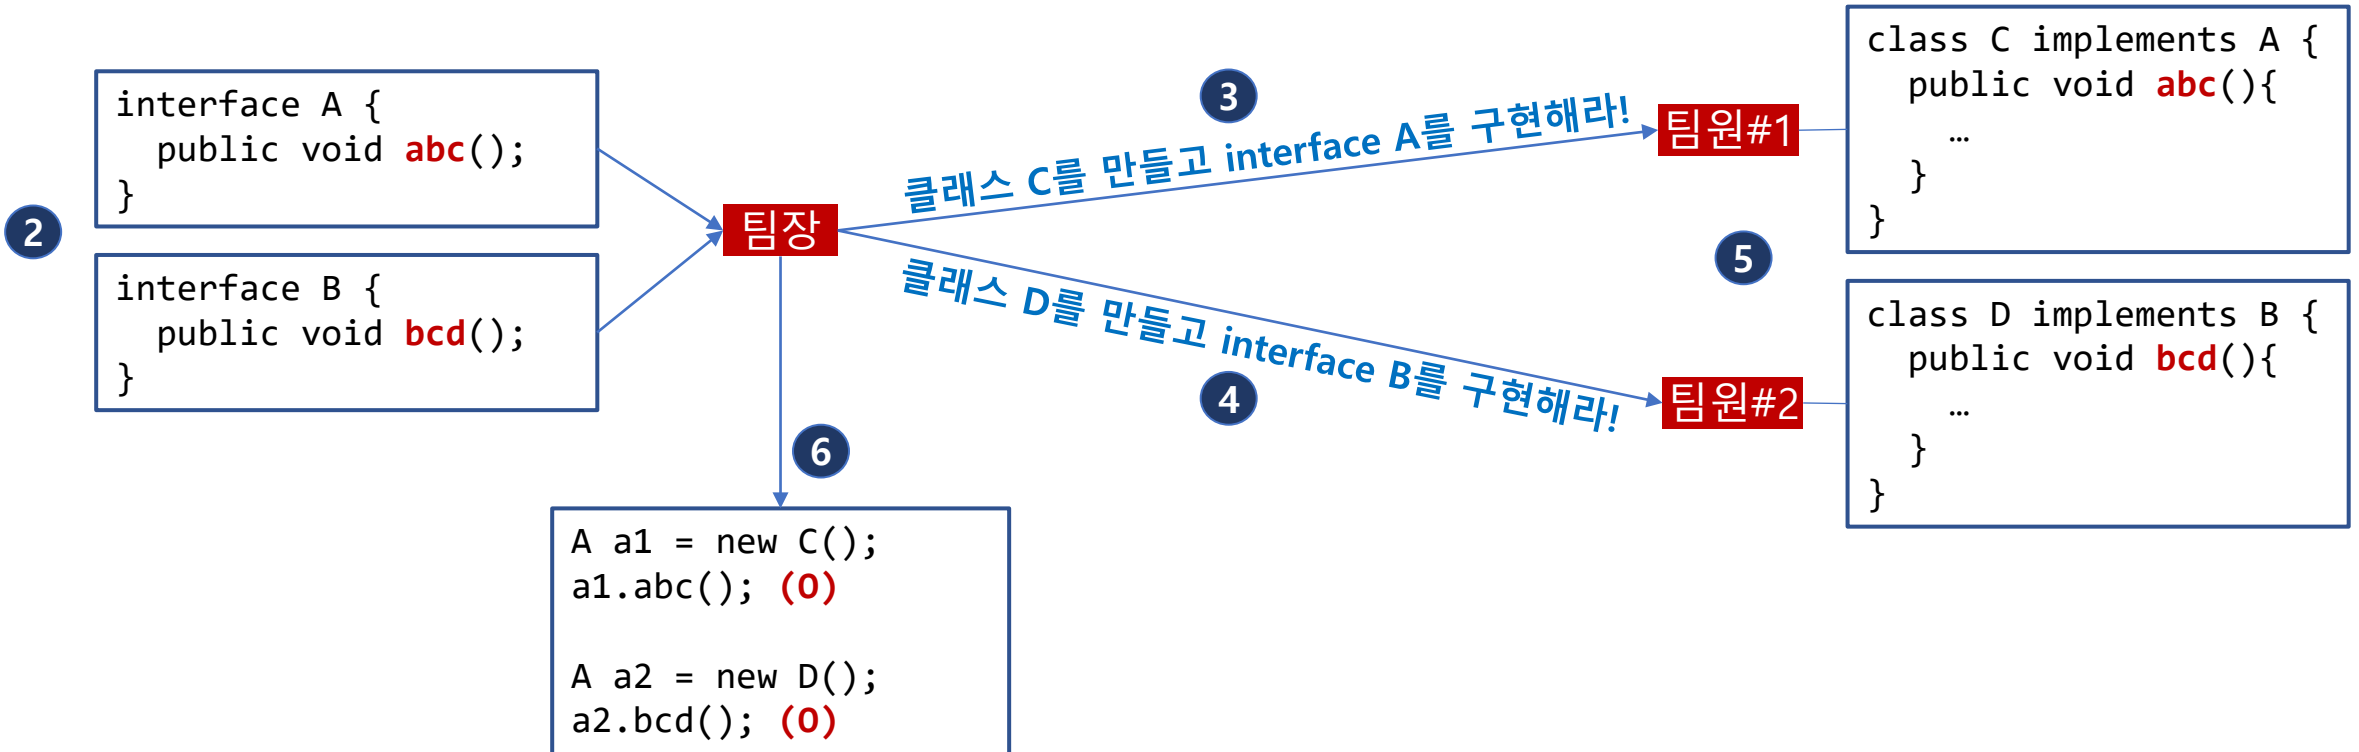 2
interface A {
public void abc();
}
interface B {
public void bcd();
}
팀장
3
클래스 C를 만들고 interface A를 구현해라!
팀원#1
4
클래스 D를 만들고 interface B를 구현해라!
팀원#2
5
class C implements A {
public void abc(){
…
}
}
class D implements B {
public void bcd(){
…
}
}
6
A a1 = new C();
a1.abc(); (O)
A a2 = new D();
a2.bcd(); (O)